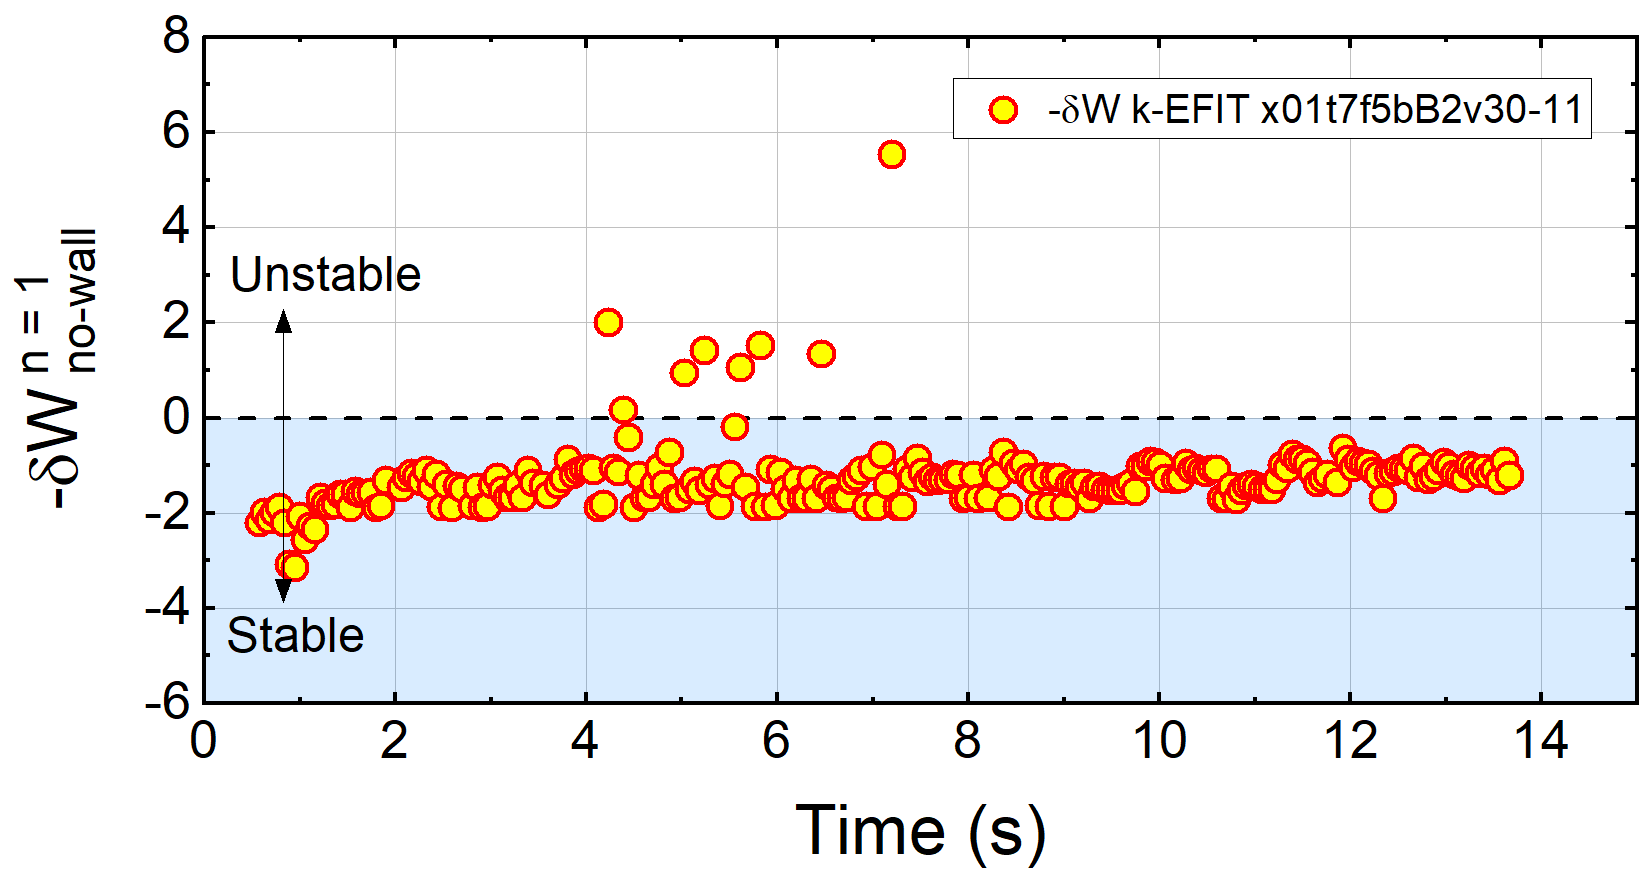 8
6
4
2
0
-2
-4
-6
-δW n = 1 no-wall
-δW k-EFIT x01t7f5bB2v30-11
Unstable
Stable
0 2 4 6 8 10 12 14
Time (s)